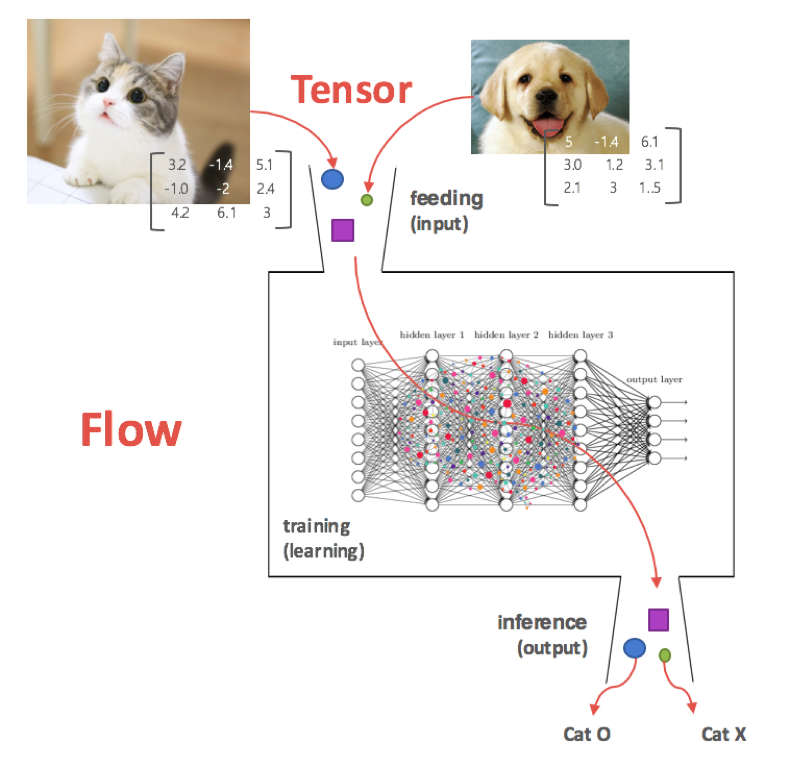 Tensor
3.2 -1.4 5.1
-1.0 -2 2.4
4.2 6.1 3
5 -1.4 6.1
3.0 1.2 3.1
2.1 3 1..5
feeding
(input)
input layer
hidden layer 1
hidden layer 2
hidden layer 3
output layer
Flow
training
(learning)
inference
(output)
Cat O
Cat X